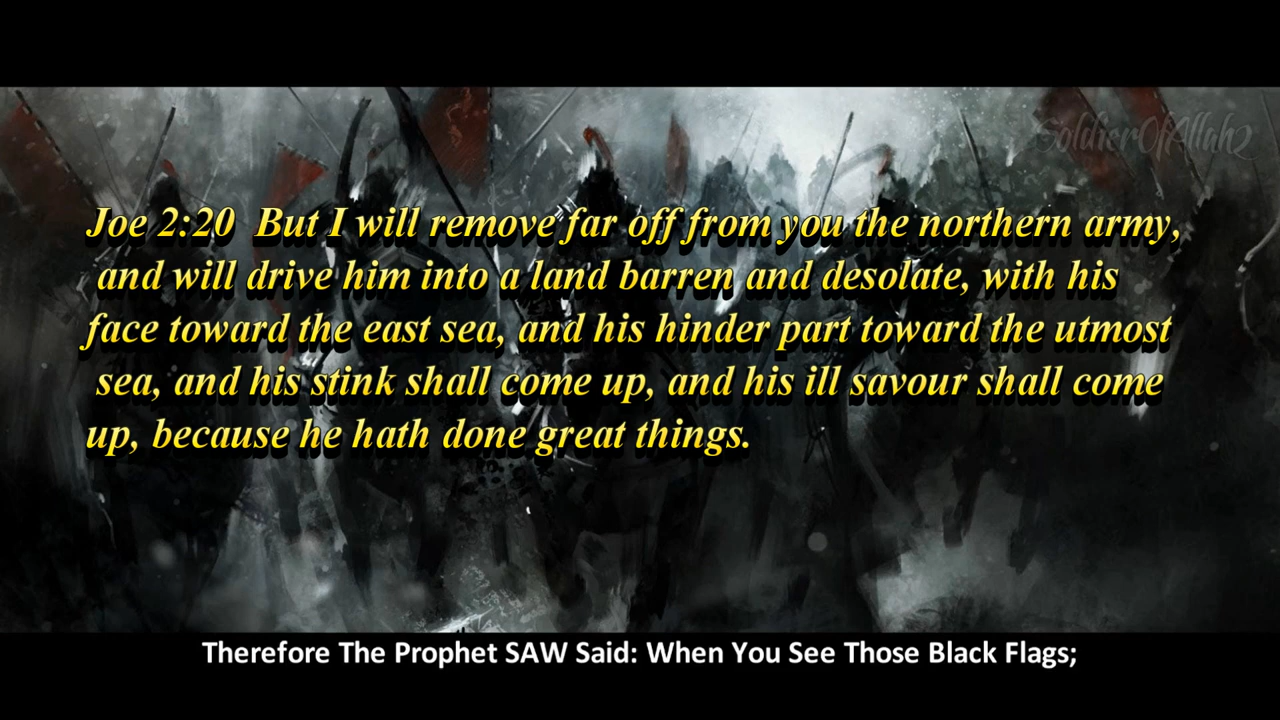 SoldierOfAllah2
Joe 2:20 But I will remove far off from you the northern army,
and will drive him into a land barren and desolate, with his
face toward the east sea, and his hinder part toward the utmost
sea, and his stink shall come up, and his ill savour shall come
up, because he hath done great things.
Therefore The Prophet SAW Said: When You See Those Black Flags;